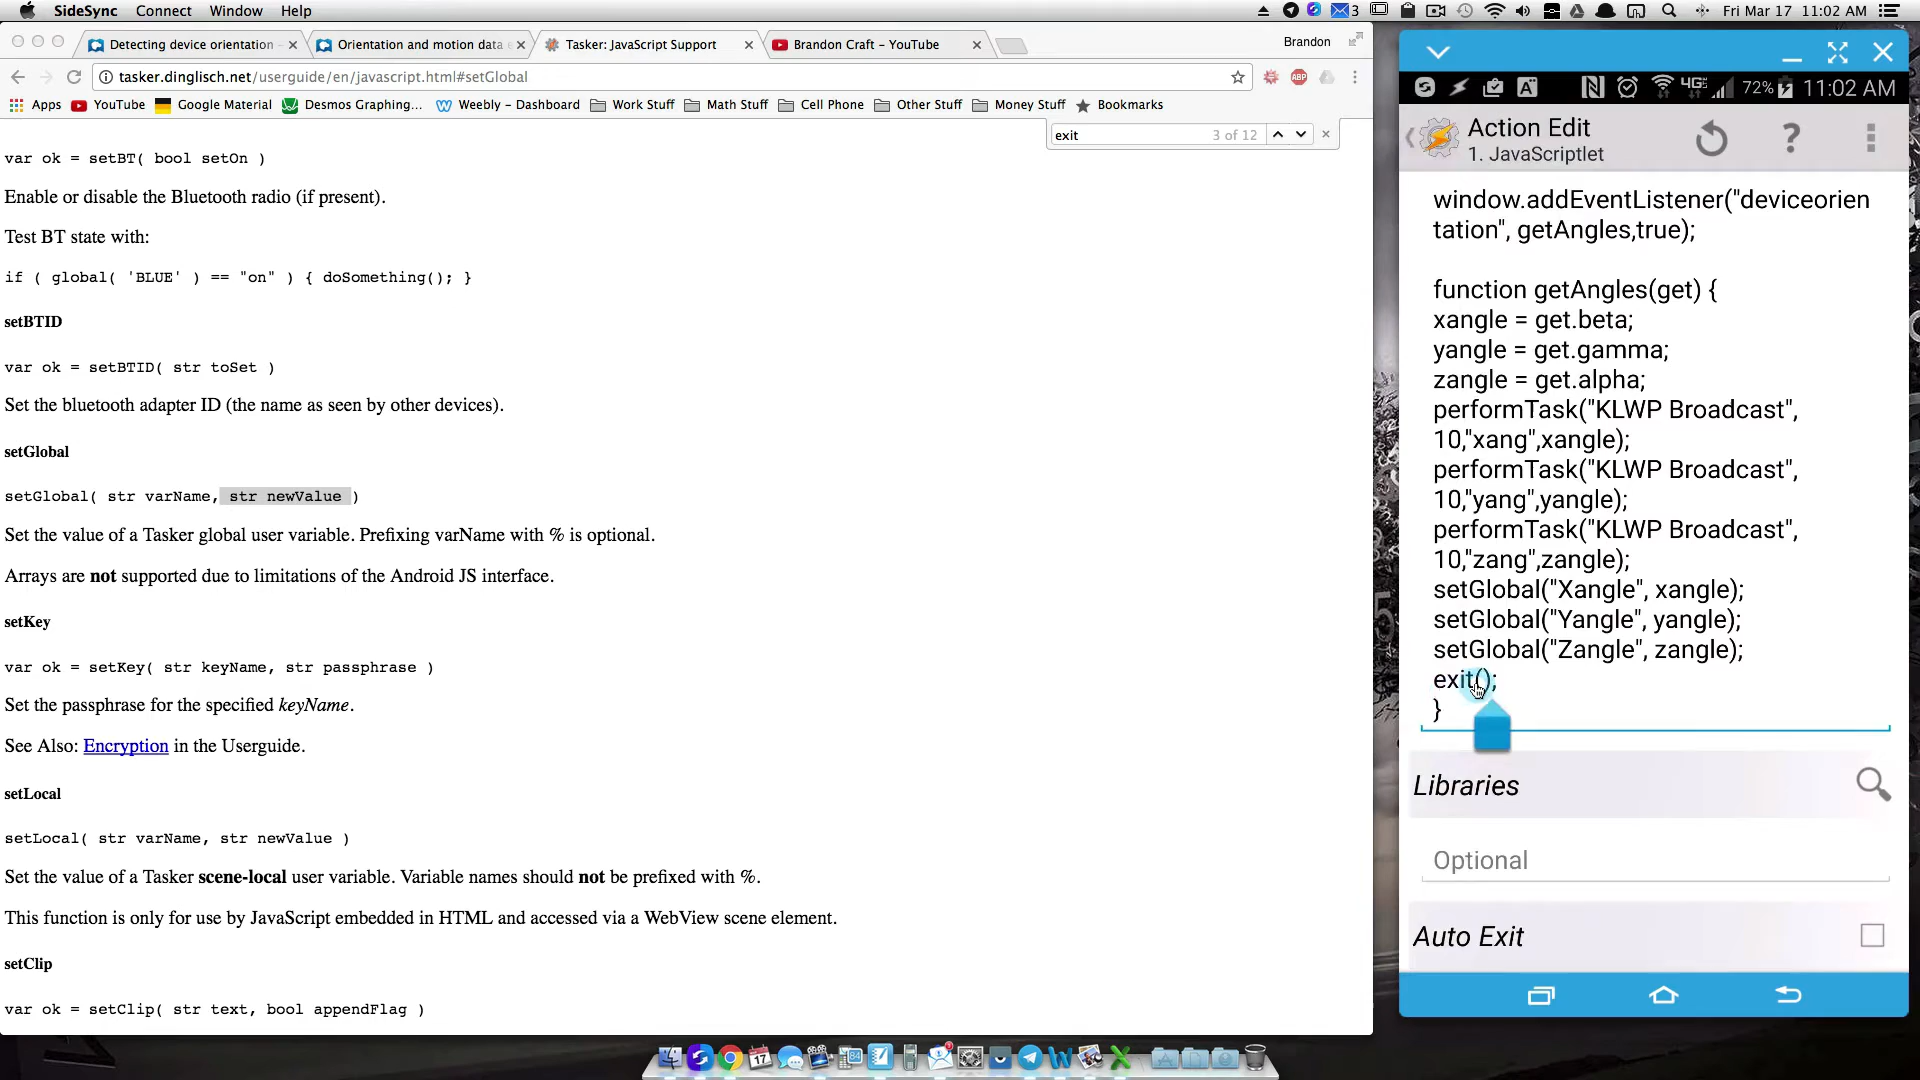 SideSync Connect Window Help 3 Fri Mar 17 11:02 AM
Detecting device orientation Orientation and motion data Tasker: JavaScript Support Brandon Craft – YouTube Brandon
tasker.dinglisch.net/userguide/en/javascript.html#setGlobal ABP
Apps YouTube Google Material Desmos Graphing... Weebly - Dashboard Work Stuff Math Stuff Cell Phone Other Stuff Money Stuff Bookmarks
exit 3 of 12
var ok = setBT( bool setOn )
Enable or disable the Bluetooth radio (if present).
Test BT state with:
if ( global( 'BLUE' ) == "on" ) { doSomething(); }
setBTID
var ok = setBTID( str toSet )
Set the bluetooth adapter ID (the name as seen by other devices).
setGlobal
setGlobal( str varName, str newValue )
Set the value of a Tasker global user variable. Prefixing varName with % is optional.
Arrays are not supported due to limitations of the Android JS interface.
setKey
var ok = setKey( str keyName, str passphrase )
Set the passphrase for the specified keyName.
See Also: Encryption in the Userguide.
setLocal
setLocal( str varName, str newValue )
Set the value of a Tasker scene-local user variable. Variable names should not be prefixed with %.
This function is only for use by JavaScript embedded in HTML and accessed via a WebView scene element.
setClip
var ok = setClip( str text, bool appendFlag )
4G 72% 11:02 AM
Action Edit
1. JavaScriptlet
window.addEventListener("deviceorien
tation", getAngles,true);
function getAngles(get) {
xangle = get.beta;
yangle = get.gamma;
zangle = get.alpha;
performTask("KLWP Broadcast",
10,"xang",xangle);
performTask("KLWP Broadcast",
10,"yang",yangle);
performTask("KLWP Broadcast",
10,"zang",zangle);
setGlobal("Xangle", xangle);
setGlobal("Yangle", yangle);
setGlobal("Zangle", zangle);
exit();
}
Libraries
Optional
Auto Exit